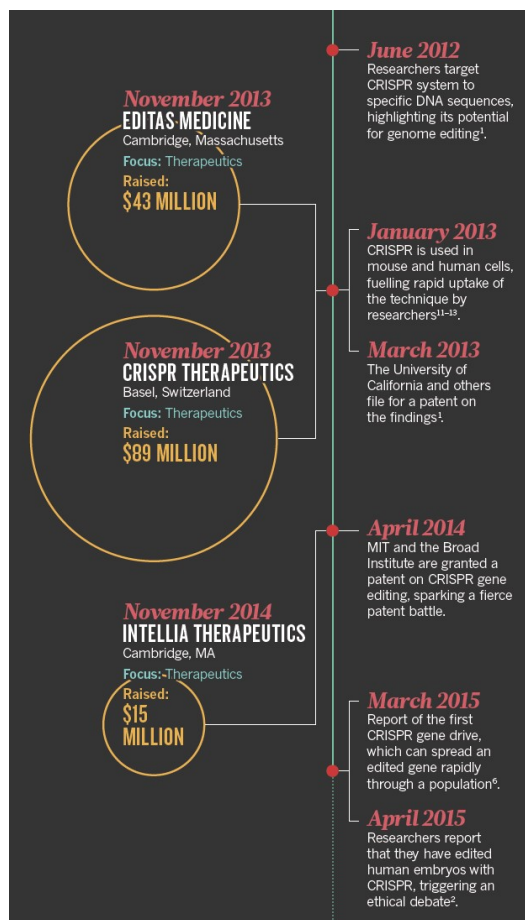 June 2012
Researchers target
CRISPR system to
specific DNA sequences,
highlighting its potential
for genome editing¹.
November 2013
EDITAS MEDICINE
Cambridge, Massachusetts
Focus: Therapeutics
Raised:
$43 MILLION
January 2013
CRISPR is used in
mouse and human cells,
fuelling rapid uptake of
the technique by
researchers¹¹⁻¹³.
March 2013
The University of
California and others
file for a patent on
the findings¹.
November 2013
CRISPR THERAPEUTICS
Basel, Switzerland
Focus: Therapeutics
Raised:
$89 MILLION
April 2014
MIT and the Broad
Institute are granted a
patent on CRISPR gene
editing, sparking a fierce
patent battle.
November 2014
INTELLIA THERAPEUTICS
Cambridge, MA
Focus: Therapeutics
Raised:
$15
MILLION
March 2015
Report of the first
CRISPR gene drive,
which can spread an
edited gene rapidly
through a population⁶.
April 2015
Researchers report
that they have edited
human embryos with
CRISPR, triggering an
ethical debate².